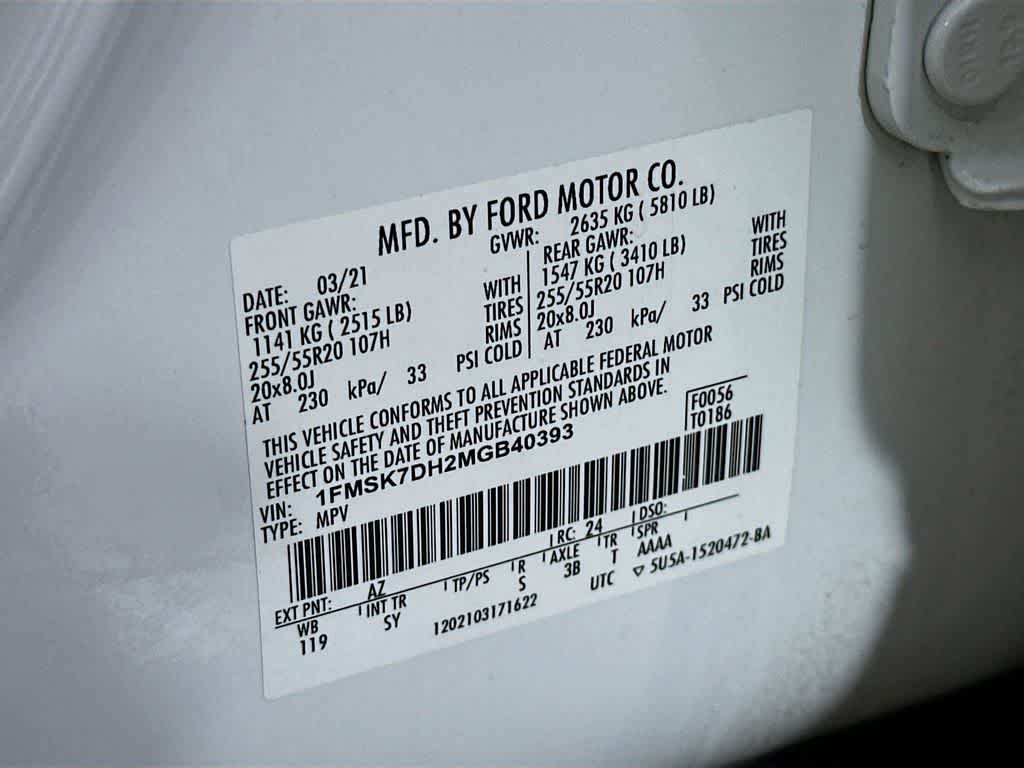 MFD. BY FORD MOTOR CO.
DATE: 03/21
GVWR: 2635 KG ( 5810 LB)
FRONT GAWR:
1141 KG ( 2515 LB) WITH
255/55R20 107H TIRES
20x8.0J RIMS
AT 230 kPa/ 33 PSI COLD
REAR GAWR:
1547 KG ( 3410 LB) WITH
255/55R20 107H TIRES
20x8.0J RIMS
AT 230 kPa/ 33 PSI COLD
THIS VEHICLE CONFORMS TO ALL APPLICABLE FEDERAL MOTOR
VEHICLE SAFETY AND THEFT PREVENTION STANDARDS IN
EFFECT ON THE DATE OF MANUFACTURE SHOWN ABOVE.
F0056
T0186
VIN: 1FMSK7DH2MGB40393
TYPE: MPV
EXT PNT: AZ RC: 24 DSO:
WB INT TR TP/PS R AXLE TR SPR
119 SY S 3B T AAAA
1202103171622 UTC ▽ 5U5A-1520472-BA